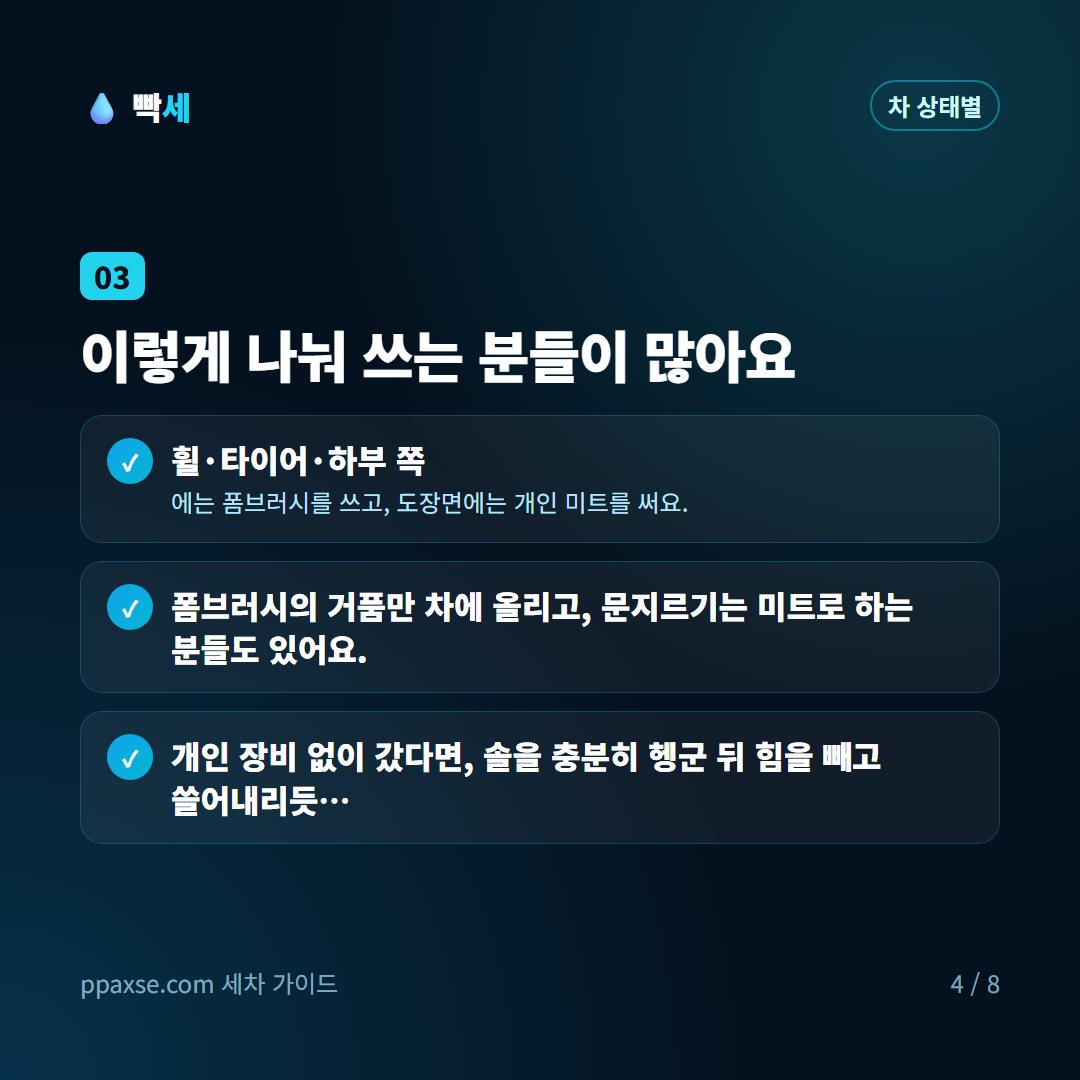 빡세
차 상태별
03
이렇게 나눠 쓰는 분들이 많아요
✓ 휠·타이어·하부 쪽
에는 폼브러시를 쓰고, 도장면에는 개인 미트를 써요.
✓ 폼브러시의 거품만 차에 올리고, 문지르기는 미트로 하는
분들도 있어요.
✓ 개인 장비 없이 갔다면, 솔을 충분히 헹군 뒤 힘을 빼고
쓸어내리듯…
ppaxse.com 세차 가이드
4 / 8